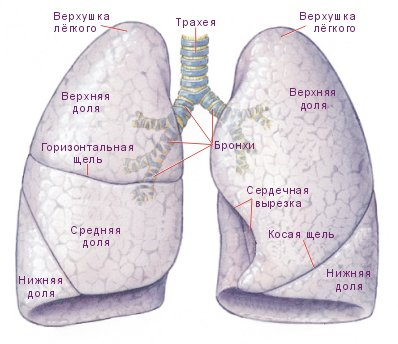 Верхушка
лёгкого
Трахея
Верхушка
лёгкого
Верхняя
доля
Верхняя
доля
Горизонтальная
щель
Бронхи
Сердечная
вырезка
Средняя
доля
Косая щель
Нижняя
доля
Нижняя
доля